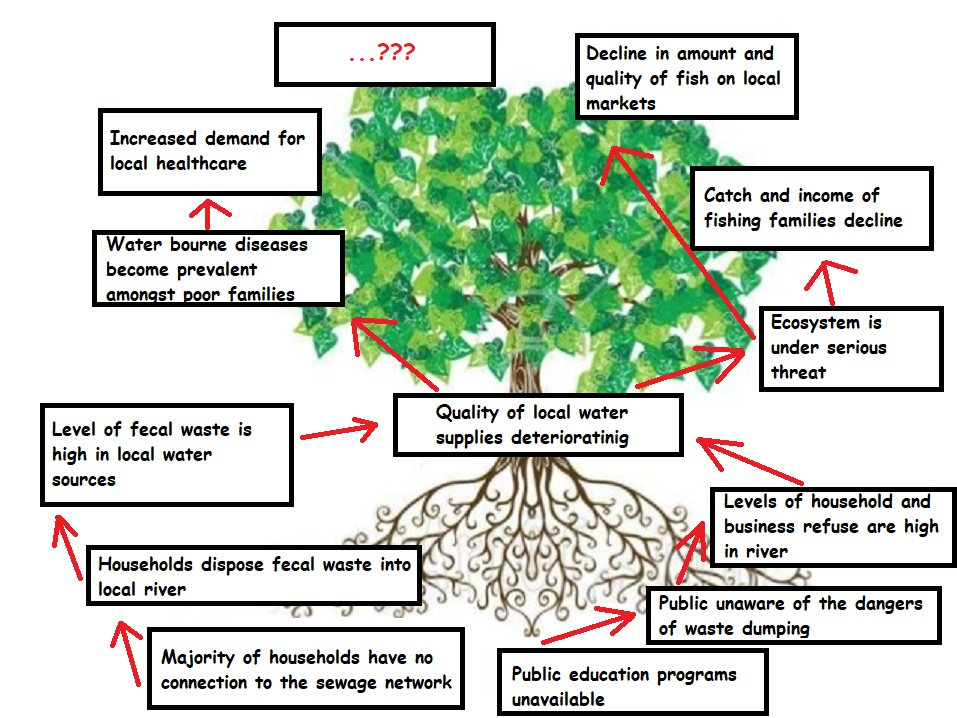 ...???
Decline in amount and
quality of fish on local
markets
Increased demand for
local healthcare
Catch and income of
fishing families decline
Water bourne diseases
become prevalent
amongst poor families
Ecosystem is
under serious
threat
Quality of local water
supplies deterioratinig
Level of fecal waste is
high in local water
sources
Levels of household and
business refuse are high
in river
Households dispose fecal waste into
local river
Public unaware of the dangers
of waste dumping
Majority of households have no
connection to the sewage network
Public education programs
unavailable